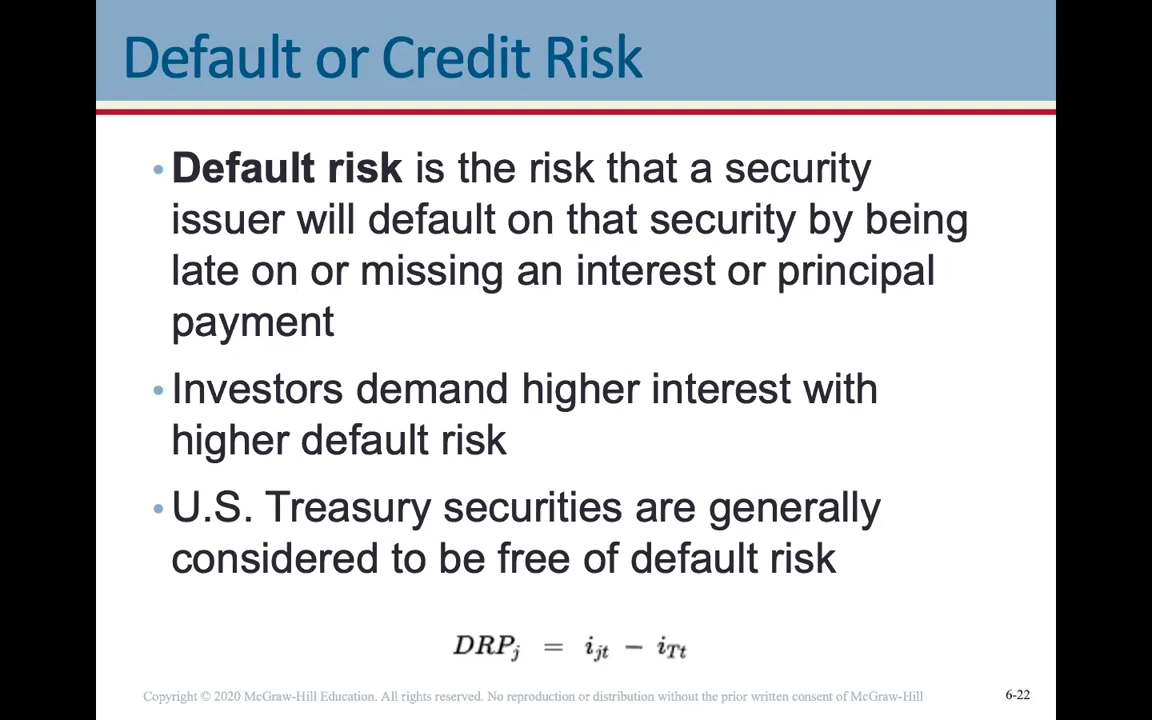 Default or Credit Risk
• Default risk is the risk that a security
issuer will default on that security by being
late on or missing an interest or principal
payment
• Investors demand higher interest with
higher default risk
• U.S. Treasury securities are generally
considered to be free of default risk
DRPj = ijt − iTt
Copyright © 2020 McGraw-Hill Education. All rights reserved. No reproduction or distribution without the prior written consent of McGraw-Hill
6-22